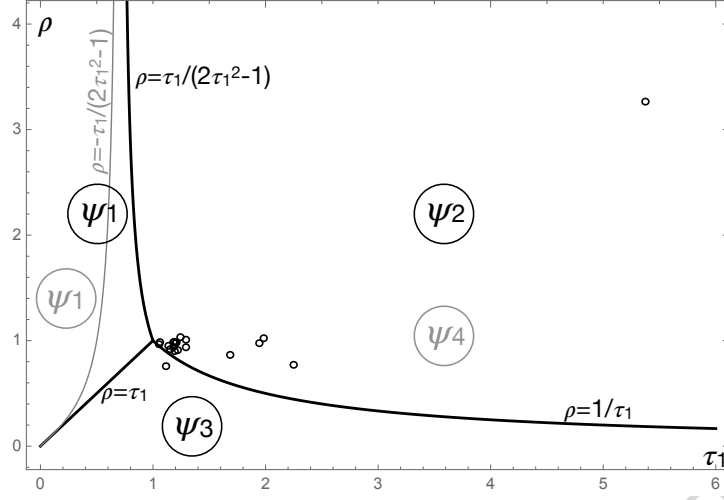 4
ρ
ρ=-τ1/(2τ1²-1)
ρ=τ1/(2τ1²-1)
3
ψ1
ψ2
2
ψ1
ψ4
1
ρ=τ1
ψ3
ρ=1/τ1
0
τ1
0 1 2 3 4 5 6